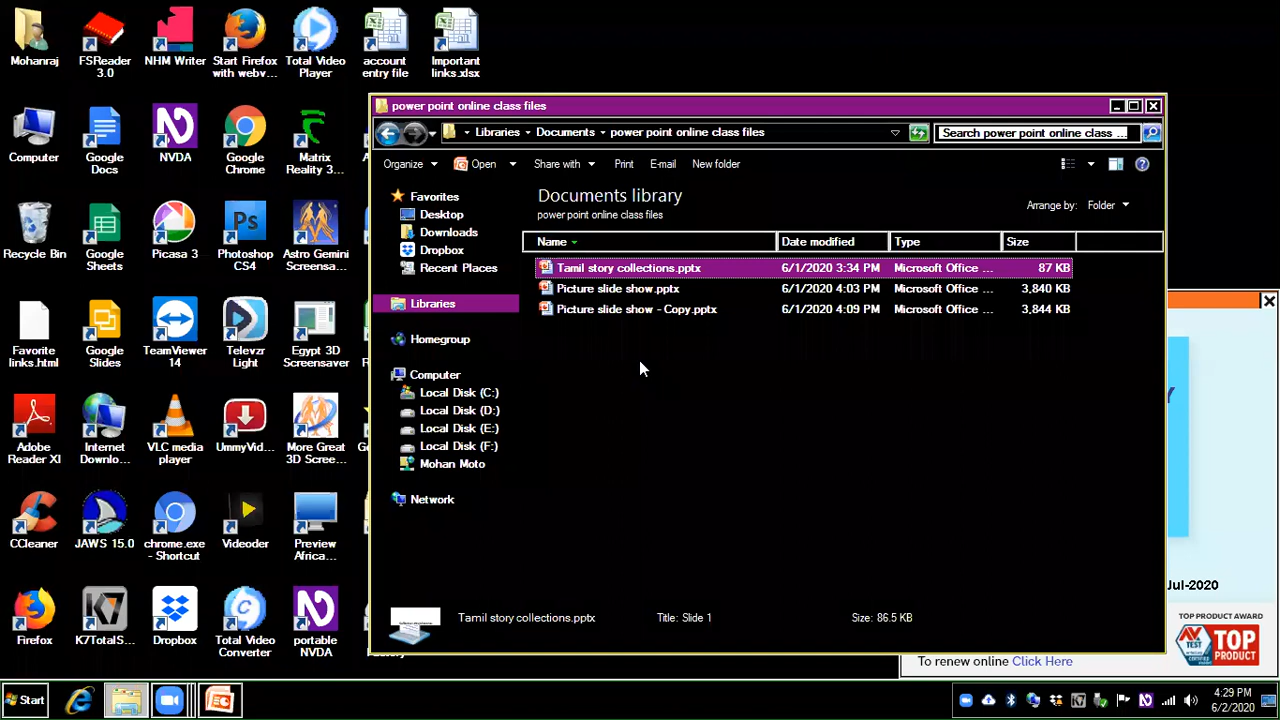 Mohanraj
FSReader 3.0
NHM Writer
Start Firefox with webv...
Total Video Player
account entry file
Important links.xlsx
Computer
Google Docs
NVDA
Google Chrome
Matrix Reality 3...
Recycle Bin
Google Sheets
Picasa 3
Photoshop CS4
Astro Gemini Screensa...
Favorite links.html
Google Slides
TeamViewer 14
Televzr Light
Egypt 3D Screensaver
Adobe Reader XI
Internet Downlo...
VLC media player
UmmyVid...
More Great 3D Scree...
CCleaner
JAWS 15.0
chrome.exe - Shortcut
Videoder
Preview Africa...
Firefox
K7TotalS...
Dropbox
Total Video Converter
portable NVDA
power point online class files
Libraries Documents power point online class files
Search power point online class ...
Organize Open Share with Print E-mail New folder
Documents library
power point online class files
Arrange by: Folder
Name Date modified Type Size
Tamil story collections.pptx 6/1/2020 3:34 PM Microsoft Office ... 87 KB
Picture slide show.pptx 6/1/2020 4:03 PM Microsoft Office ... 3,840 KB
Picture slide show - Copy.pptx 6/1/2020 4:09 PM Microsoft Office ... 3,844 KB
Favorites
Desktop
Downloads
Dropbox
Recent Places
Libraries
Homegroup
Computer
Local Disk (C:)
Local Disk (D:)
Local Disk (E:)
Local Disk (F:)
Mohan Moto
Network
Tamil story collections.pptx Title: Slide 1 Size: 86.5 KB
Jul-2020
TOP PRODUCT AWARD
AV TEST
TOP PRODUCT
To renew online Click Here
Start
4:29 PM
6/2/2020